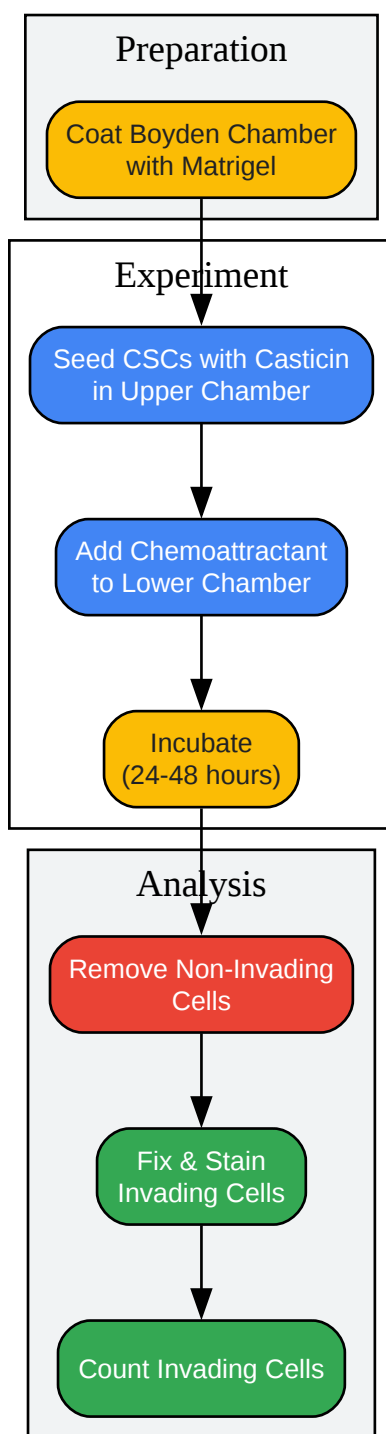 Preparation
Coat Boyden Chamber
with Matrigel
Experiment
Seed CSCs with Casticin
in Upper Chamber
Add Chemoattractant
to Lower Chamber
Incubate
(24-48 hours)
Analysis
Remove Non-Invading
Cells
Fix & Stain
Invading Cells
Count Invading Cells